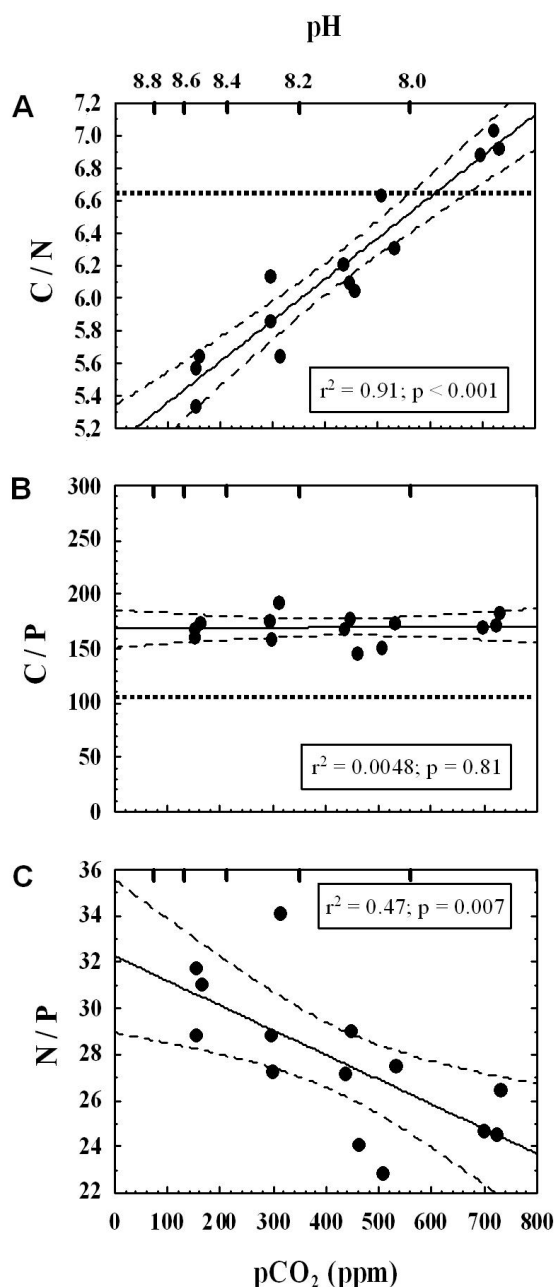 pH
8.8 8.6 8.4 8.2 8.0
A
7.2
7.0
6.8
6.6
6.4
6.2
6.0
5.8
5.6
5.4
5.2
C / N
r² = 0.91; p < 0.001
B
300
250
200
150
100
50
0
C / P
r² = 0.0048; p = 0.81
C
36
34
32
30
28
26
24
22
N / P
r² = 0.47; p = 0.007
0 100 200 300 400 500 600 700 800
pCO₂ (ppm)